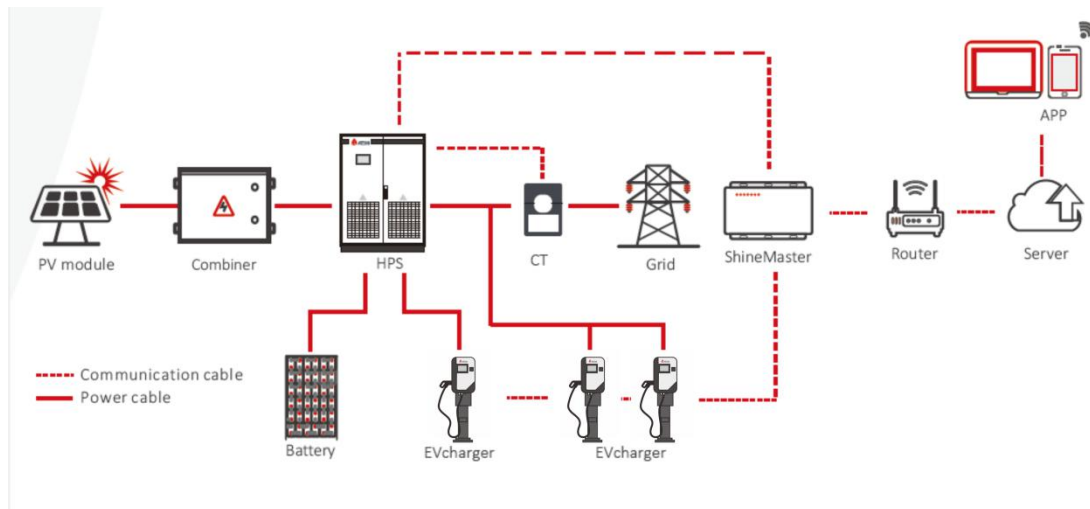 APP
PV module
Combiner
HPS
CT
Grid
ShineMaster
Router
Server
Communication cable
Power cable
Battery
EVcharger
EVcharger